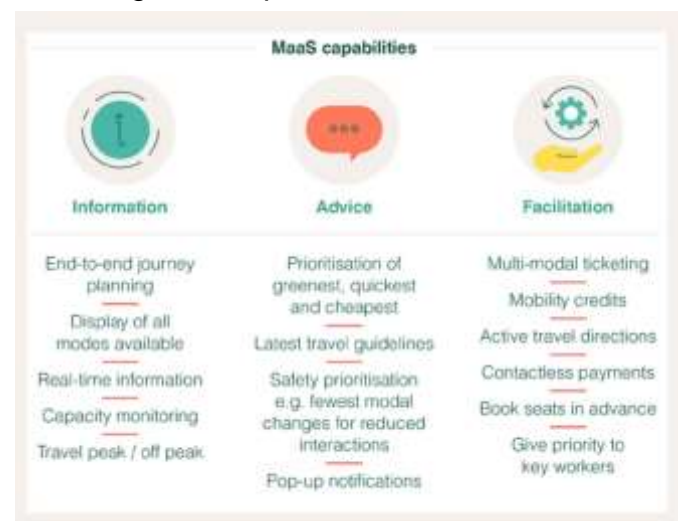 MaaS capabilities
Information
Advice
Facilitation
End-to-end journey
planning
Display of all
modes available
Real-time information
Capacity monitoring
Travel peak / off peak
Prioritisation of
greenest, quickest
and cheapest
Latest travel guidelines
Safety prioritisation
e.g. fewest modal
changes for reduced
interactions
Pop-up notifications
Multi-modal ticketing
Mobility credits
Active travel directions
Contactless payments
Book seats in advance
Give priority to
key workers